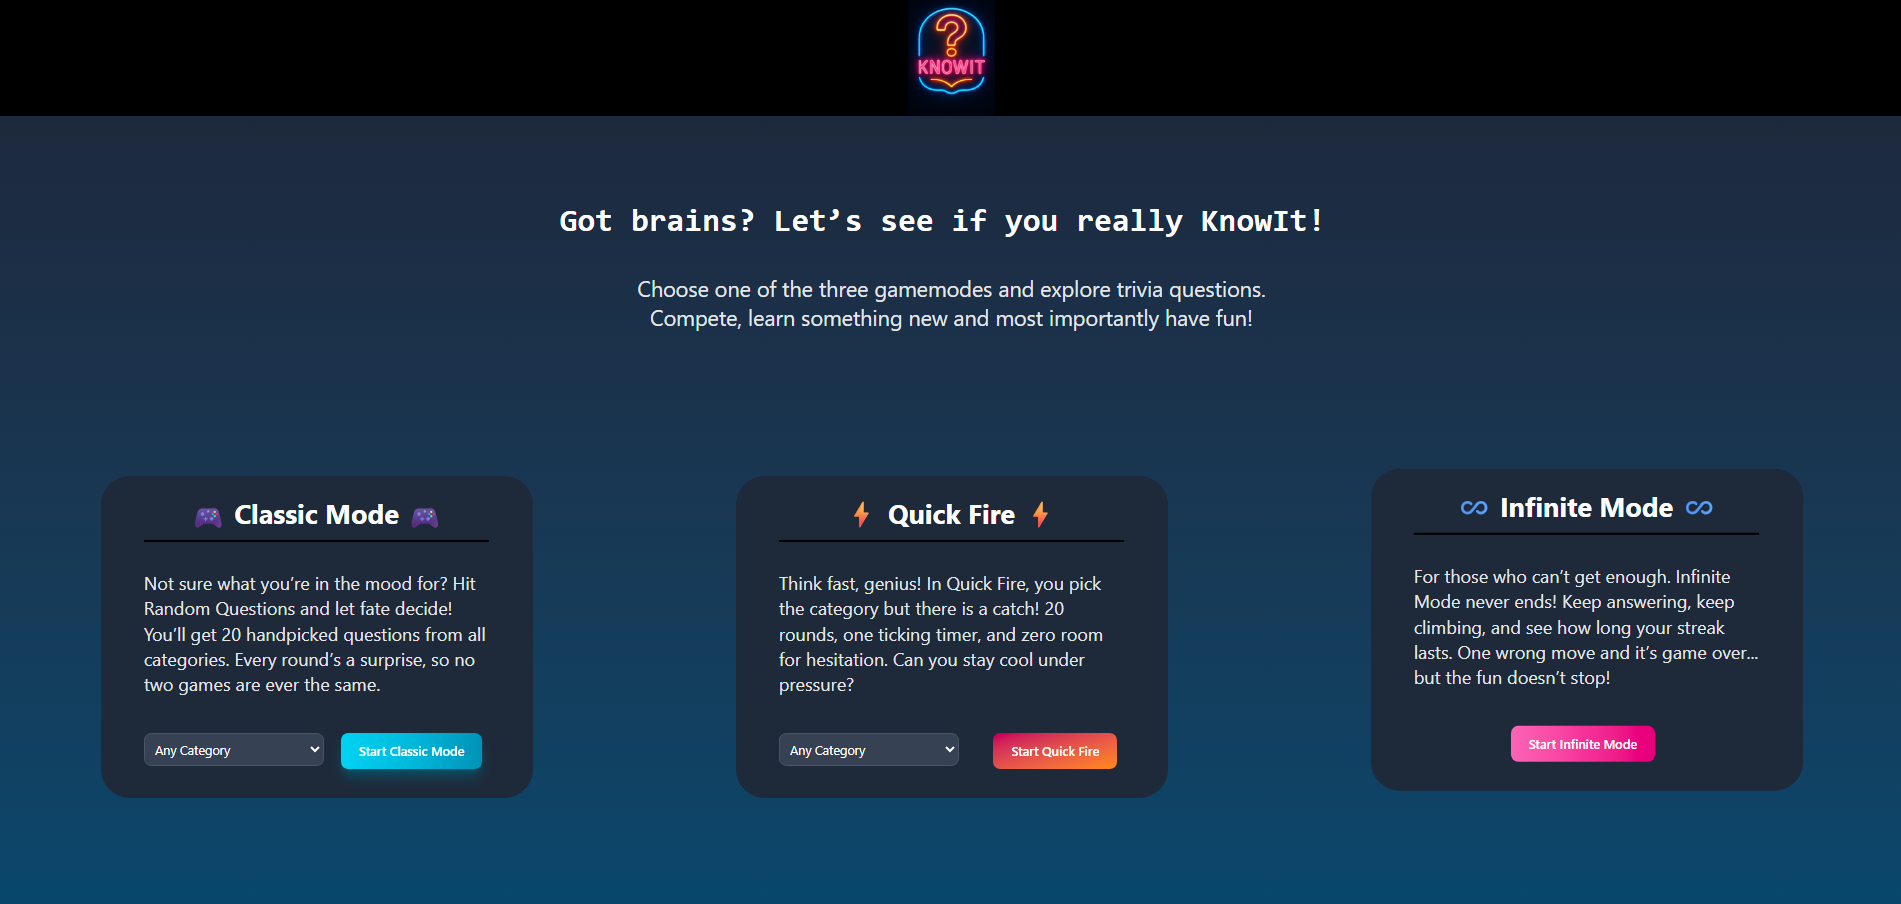 KNOWIT
Got brains? Let’s see if you really KnowIt!
Choose one of the three gamemodes and explore trivia questions.
Compete, learn something new and most importantly have fun!
Classic Mode
Not sure what you’re in the mood for? Hit
Random Questions and let fate decide!
You’ll get 20 handpicked questions from all
categories. Every round’s a surprise, so no
two games are ever the same.
Any Category
Start Classic Mode
Quick Fire
Think fast, genius! In Quick Fire, you pick
the category but there is a catch! 20
rounds, one ticking timer, and zero room
for hesitation. Can you stay cool under
pressure?
Any Category
Start Quick Fire
Infinite Mode
For those who can’t get enough. Infinite
Mode never ends! Keep answering, keep
climbing, and see how long your streak
lasts. One wrong move and it’s game over...
but the fun doesn’t stop!
Start Infinite Mode